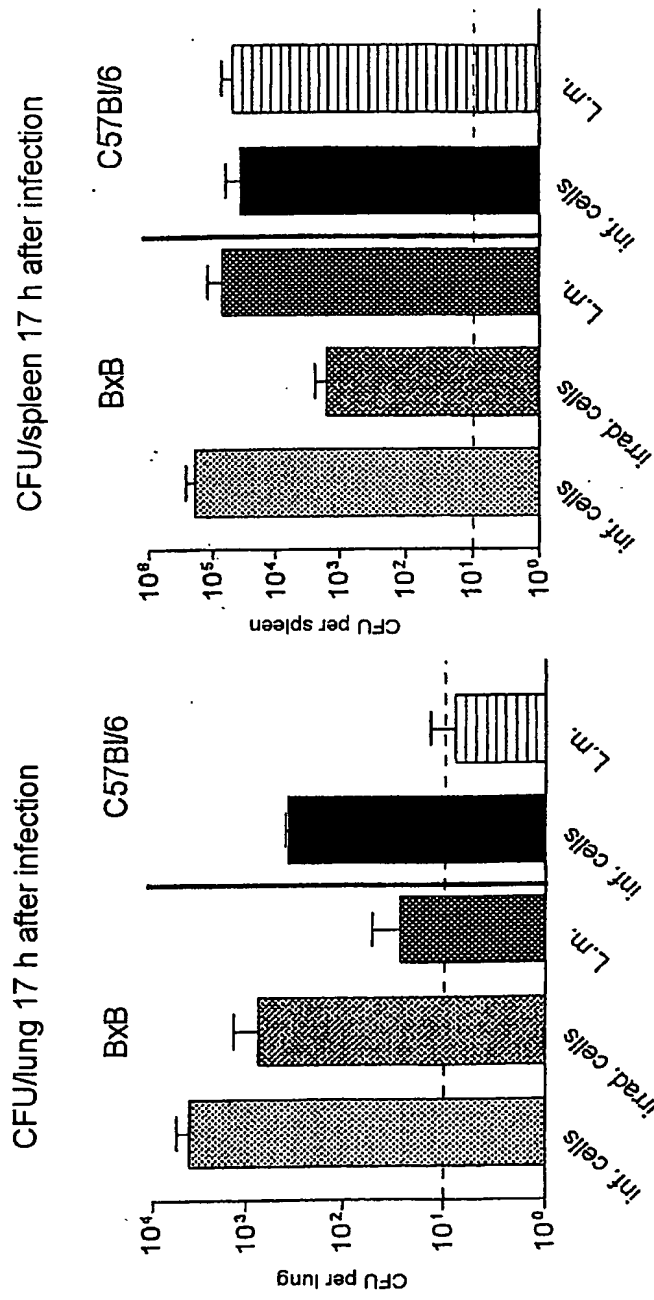 CFU/lung 17 h after infection
BxB
C57Bl/6
CFU per lung
10⁴
10³
10²
10¹
10⁰
inf. cells
irrad. cells
L.m.
inf. cells
L.m.
CFU/spleen 17 h after infection
BxB
C57Bl/6
CFU per spleen
10⁶
10⁵
10⁴
10³
10²
10¹
10⁰
inf. cells
irrad. cells
L.m.
inf. cells
L.m.